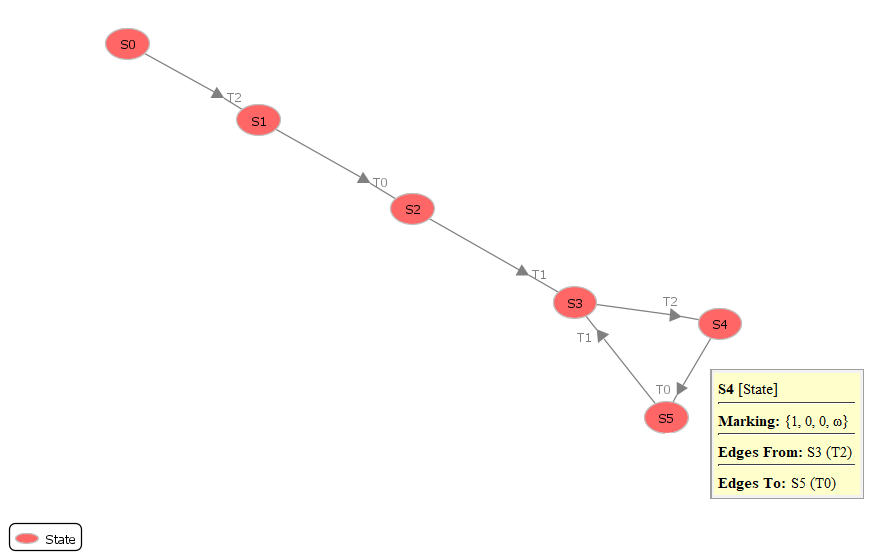 S0
T2
S1
T0
S2
T1
S3
T2
S4
T1
T0
S5
S4 [State]
Marking: {1, 0, 0, ω}
Edges From: S3 (T2)
Edges To: S5 (T0)
State